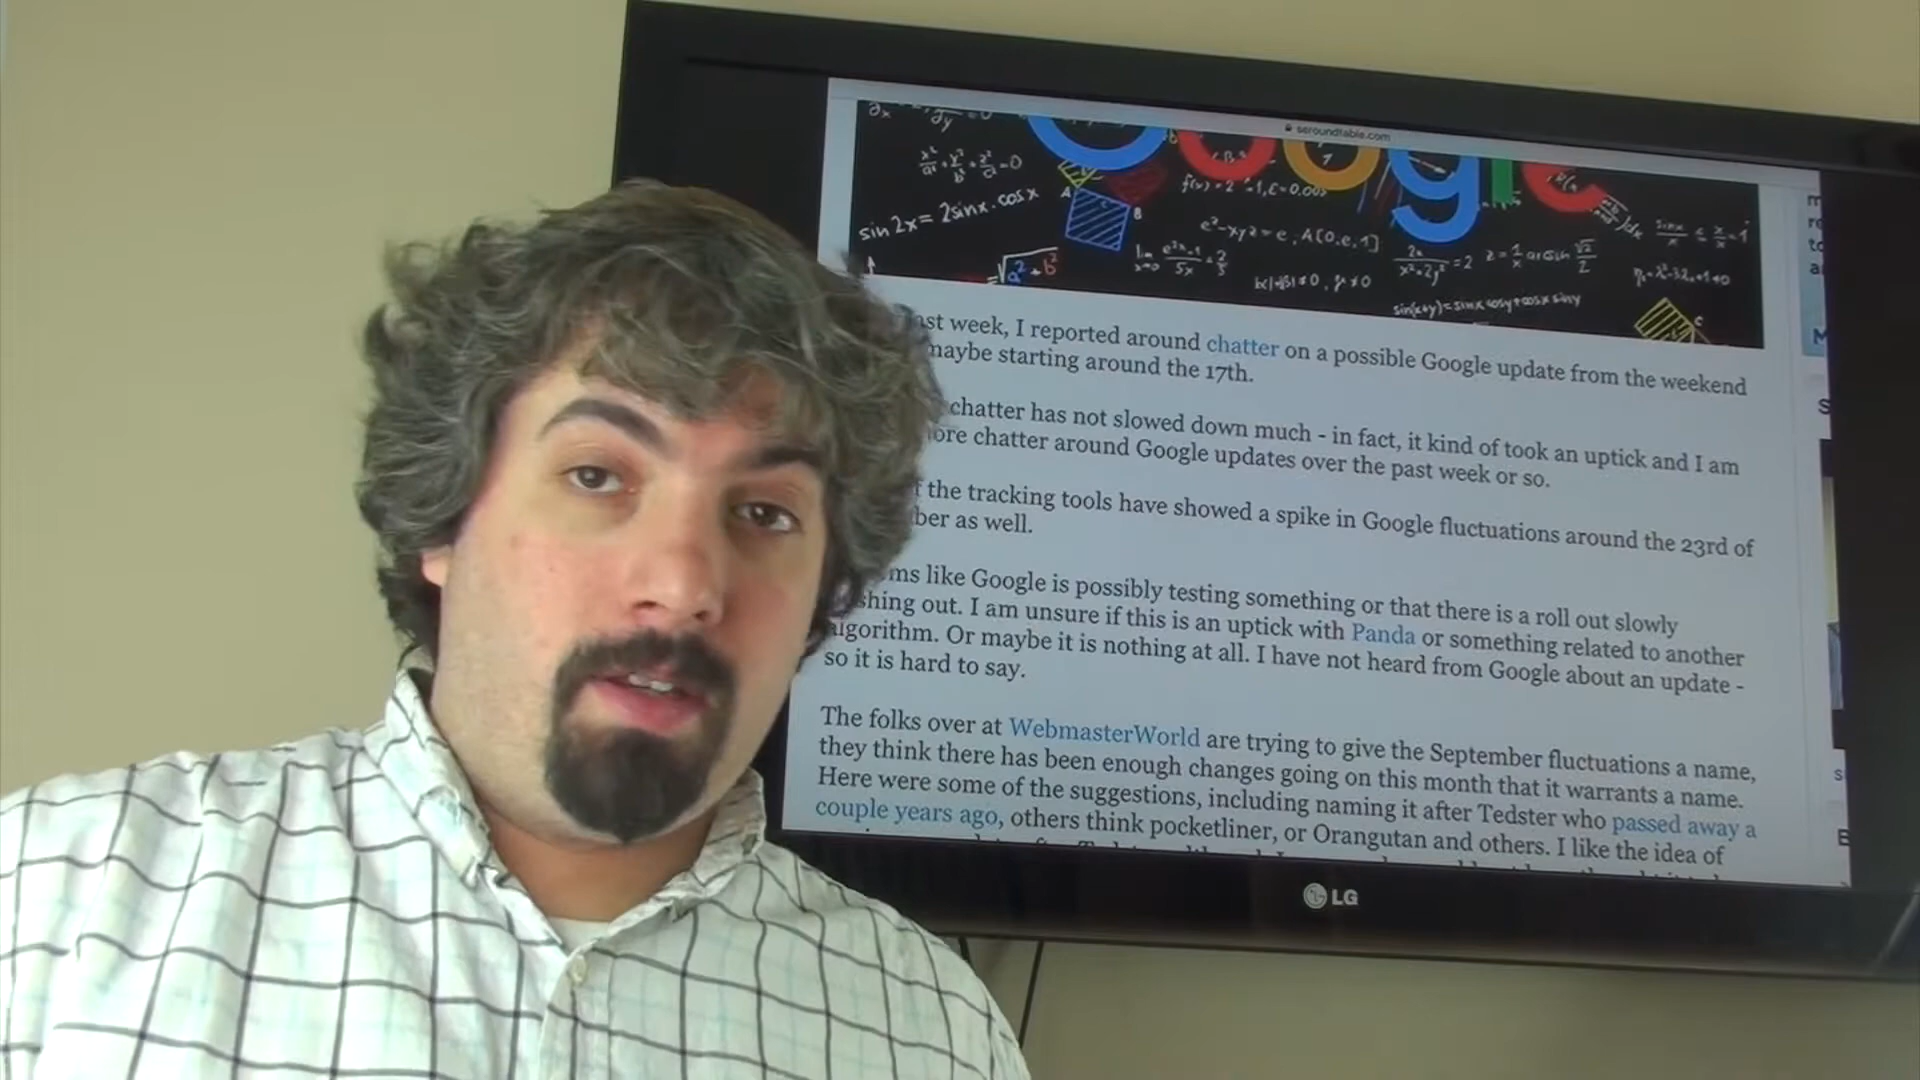 seroundtable.com
Google
sin 2x = 2sinx · cosx
ast week, I reported around chatter on a possible Google update from the weekend
maybe starting around the 17th.
chatter has not slowed down much - in fact, it kind of took an uptick and I am
ore chatter around Google updates over the past week or so.
f the tracking tools have showed a spike in Google fluctuations around the 23rd of
ber as well.
ms like Google is possibly testing something or that there is a roll out slowly
shing out. I am unsure if this is an uptick with Panda or something related to another
algorithm. Or maybe it is nothing at all. I have not heard from Google about an update -
so it is hard to say.
The folks over at WebmasterWorld are trying to give the September fluctuations a name,
they think there has been enough changes going on this month that it warrants a name.
Here were some of the suggestions, including naming it after Tedster who passed away a
couple years ago, others think pocketliner, or Orangutan and others. I like the idea of
LG